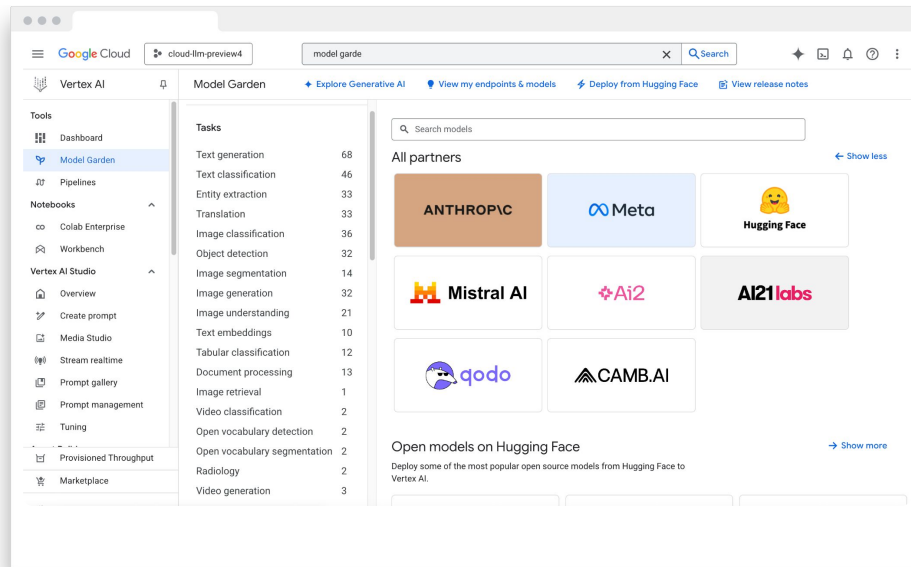 Google Cloud
cloud-llm-preview4
model garde
Search
Vertex AI
Model Garden
Explore Generative AI
View my endpoints & models
Deploy from Hugging Face
View release notes
Tools
Dashboard
Model Garden
Pipelines
Notebooks
Colab Enterprise
Workbench
Vertex AI Studio
Overview
Create prompt
Media Studio
Stream realtime
Prompt gallery
Prompt management
Tuning
Provisioned Throughput
Marketplace
Tasks
Text generation 68
Text classification 46
Entity extraction 33
Translation 33
Image classification 36
Object detection 32
Image segmentation 14
Image generation 32
Image understanding 21
Text embeddings 10
Tabular classification 12
Document processing 13
Image retrieval 1
Video classification 2
Open vocabulary detection 2
Open vocabulary segmentation 2
Radiology 2
Video generation 3
Search models
All partners
Show less
ANTHROP\C
Meta
Hugging Face
Mistral AI
Ai2
AI21labs
qodo
CAMB.AI
Open models on Hugging Face
Show more
Deploy some of the most popular open source models from Hugging Face to
Vertex AI.